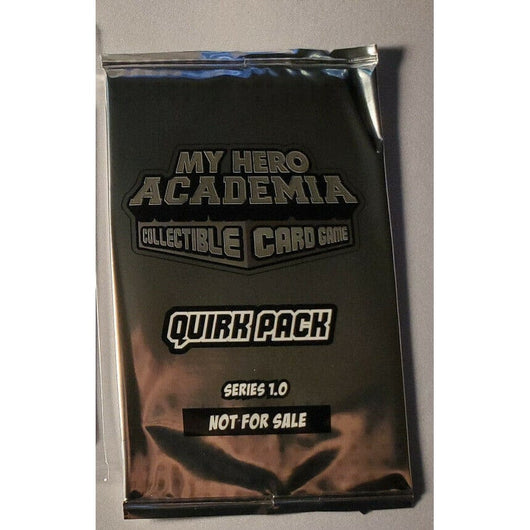 MY HERO
ACADEMIA
COLLECTIBLE CARD GAME
QUIRK PACK
SERIES 1.0
NOT FOR SALE